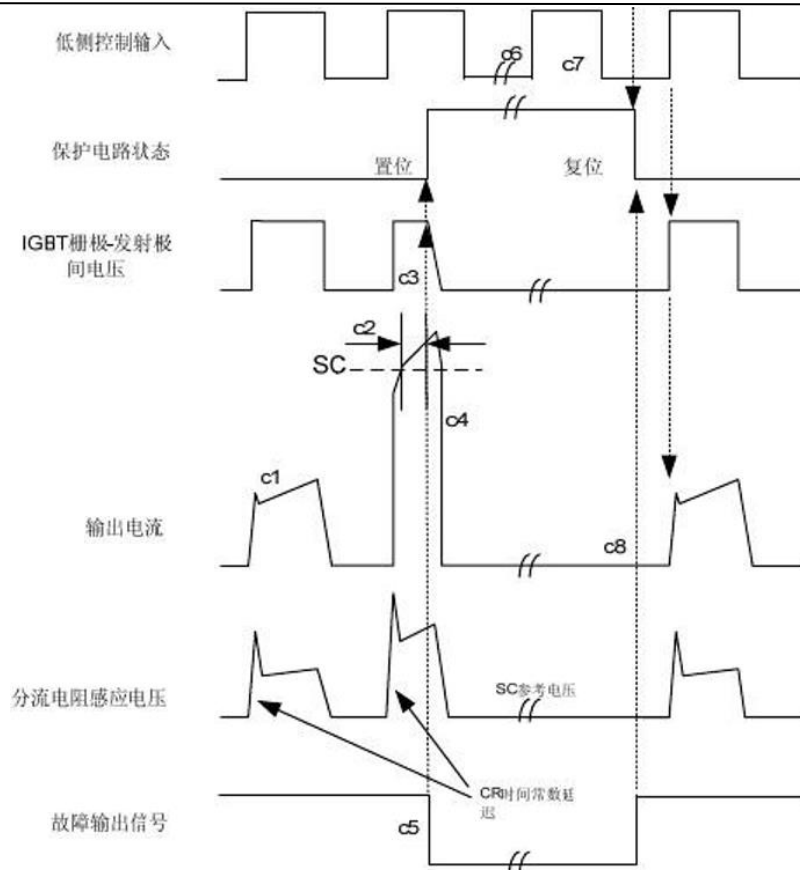 低侧控制输入
c6
c7
保护电路状态
置位
复位
IGBT栅极-发射极
间电压
c3
c2
SC
c4
c1
输出电流
c8
分流电阻感应电压
SC参考电压
CR时间常数延
迟
故障输出信号
c5